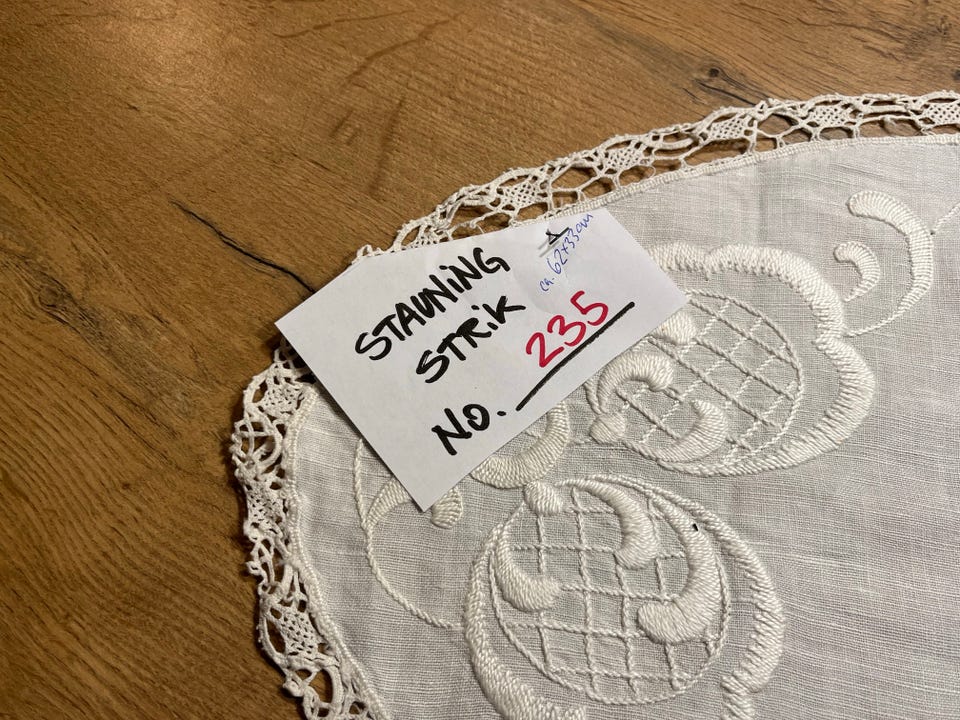 STAUNING
STRIK
No. 235
ca. 62x33cm